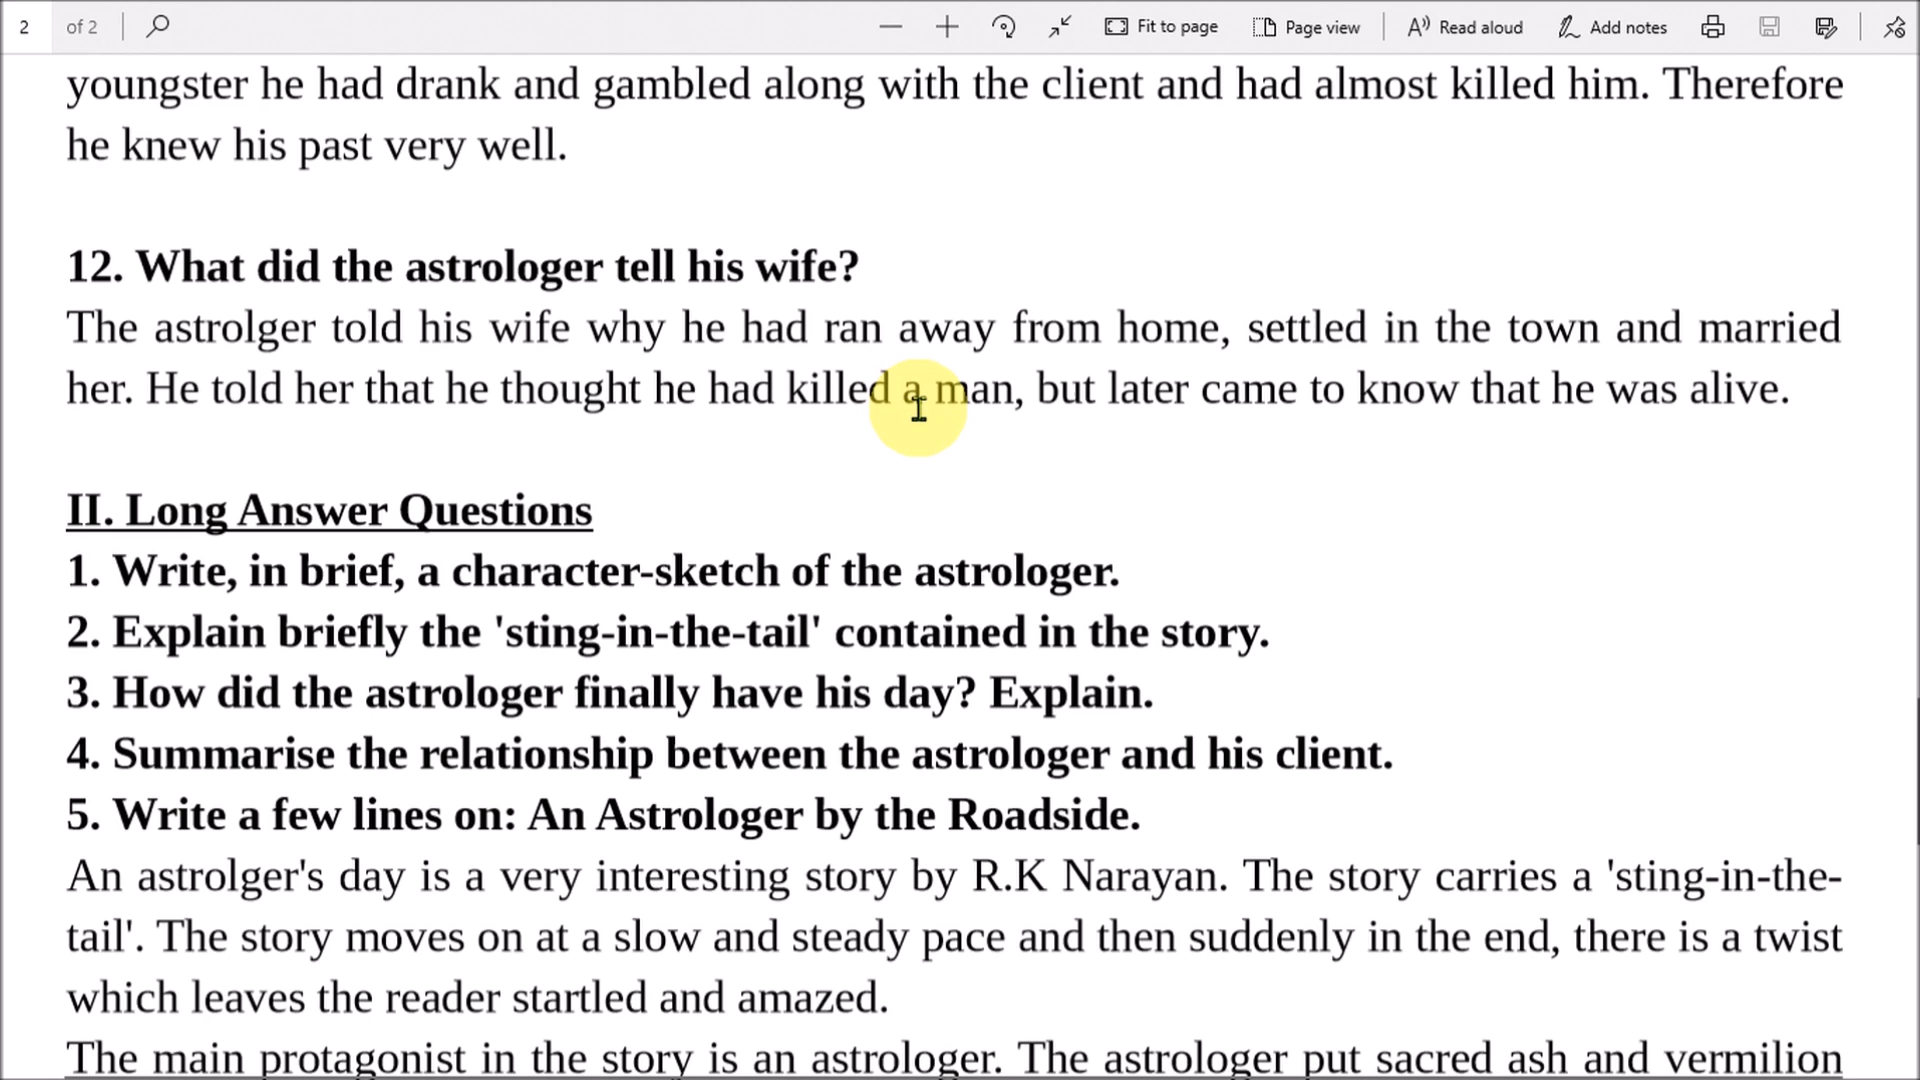 2 of 2 Fit to page Page view Read aloud Add notes
youngster he had drank and gambled along with the client and had almost killed him. Therefore
he knew his past very well.
12. What did the astrologer tell his wife?
The astrolger told his wife why he had ran away from home, settled in the town and married
her. He told her that he thought he had killed a man, but later came to know that he was alive.
II. Long Answer Questions
1. Write, in brief, a character-sketch of the astrologer.
2. Explain briefly the 'sting-in-the-tail' contained in the story.
3. How did the astrologer finally have his day? Explain.
4. Summarise the relationship between the astrologer and his client.
5. Write a few lines on: An Astrologer by the Roadside.
An astrolger's day is a very interesting story by R.K Narayan. The story carries a 'sting-in-the-
tail'. The story moves on at a slow and steady pace and then suddenly in the end, there is a twist
which leaves the reader startled and amazed.
The main protagonist in the story is an astrologer. The astrologer put sacred ash and vermilion